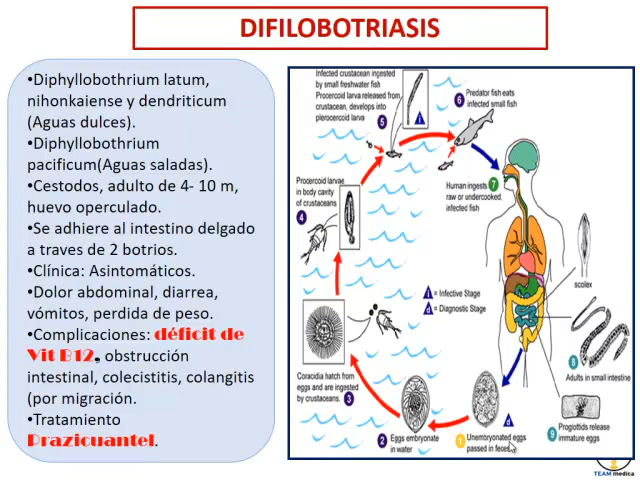 DIFILOBOTRIASIS
•Diphyllobothrium latum,
nihonkaiense y dendriticum
(Aguas dulces).
•Diphyllobothrium
pacificum(Aguas saladas).
•Cestodos, adulto de 4- 10 m,
huevo operculado.
•Se adhiere al intestino delgado
a traves de 2 botrios.
•Clínica: Asintomáticos.
•Dolor abdominal, diarrea,
vómitos, perdida de peso.
•Complicaciones: déficit de
Vit B12, obstrucción
intestinal, colecistitis, colangitis
(por migración.
•Tratamiento
Prazicuantel.
Infected crustacean ingested
by small freshwater fish
Procercoid larva released from
crustacean, develops into
plerocercoid larva
5
i
6
Predator fish eats
infected small fish
Procercoid larvae
in body cavity
of crustaceans
4
Human ingests 7
raw or undercooked
infected fish
scolex
i = Infective Stage
d = Diagnostic Stage
8
Adults in small intestine
Coracidia hatch from
eggs and are ingested
by crustaceans. 3
d
2 Eggs embryonate
in water
1 Unembryonated eggs
passed in feces
9 Proglottids release
immature eggs
TEAM medica